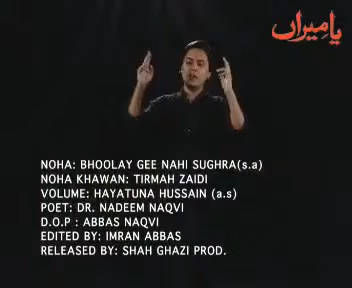 یا میراں
NOHA: BHOOLAY GEE NAHI SUGHRA(s.a)
NOHA KHAWAN: TIRMAH ZAIDI
VOLUME: HAYATUNA HUSSAIN (a.s)
POET: DR. NADEEM NAQVI
D.O.P : ABBAS NAQVI
EDITED BY: IMRAN ABBAS
RELEASED BY: SHAH GHAZI PROD.